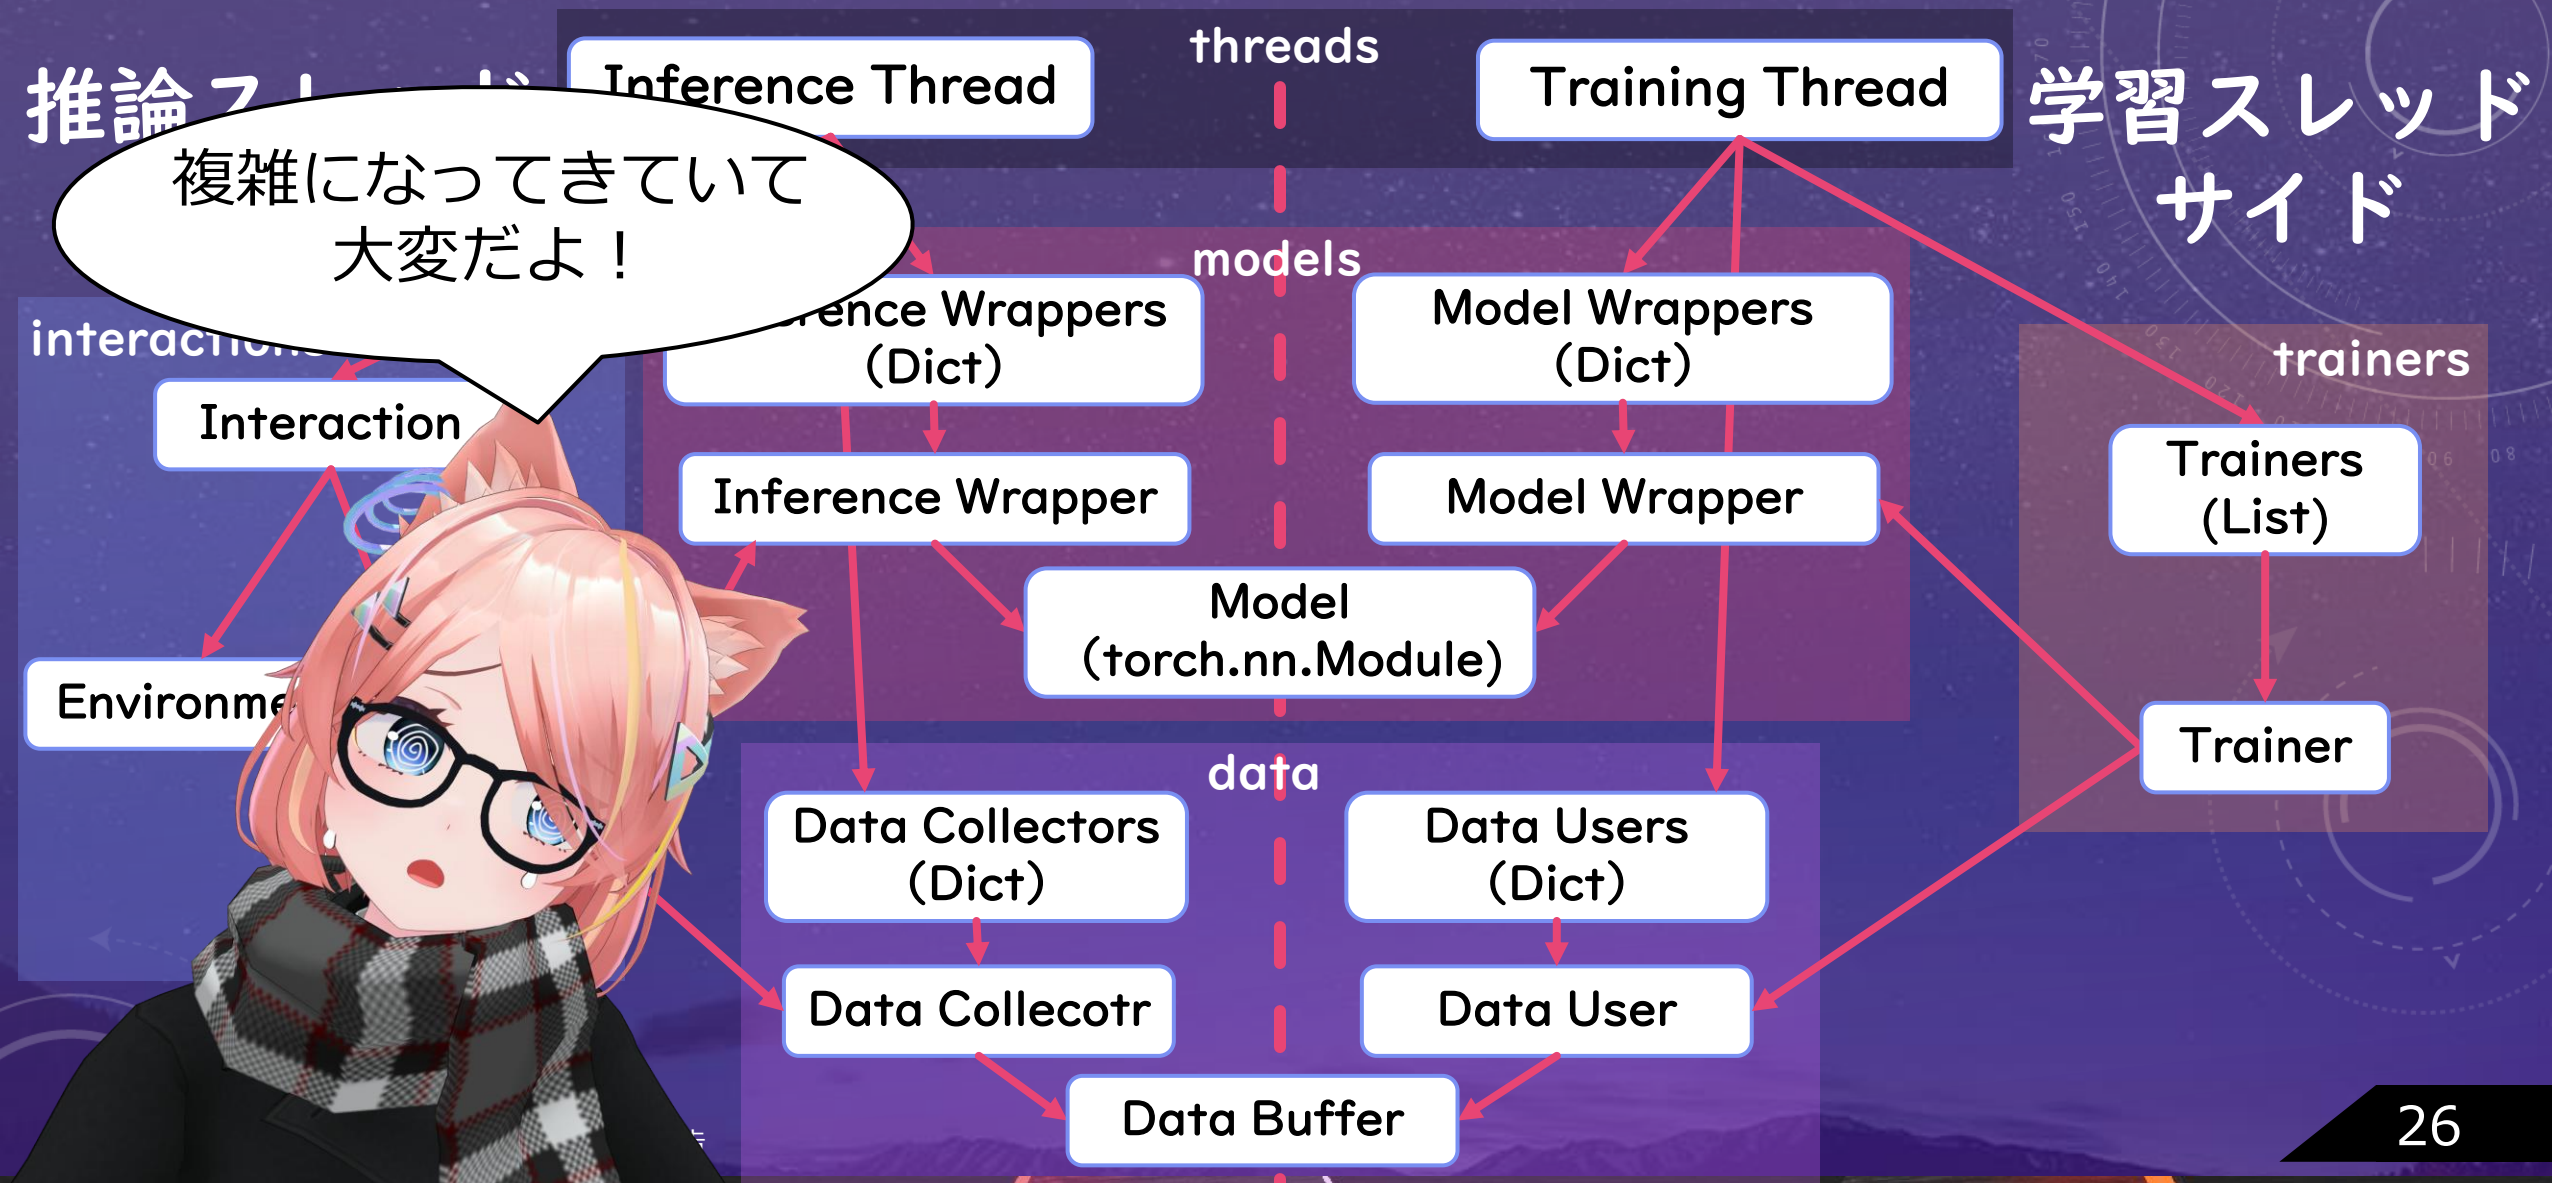 threads
推論ス
Inference Thread
Training Thread
学習スレッド
サイド
複雑になってきていて
大変だよ！
models
Wrappers
(Dict)
Model Wrappers
(Dict)
interactions
trainers
Interaction
Inference Wrapper
Model Wrapper
Trainers
(List)
Model
(torch.nn.Module)
Environme
Trainer
data
Data Collectors
(Dict)
Data Users
(Dict)
Data Collecotr
Data User
Data Buffer
26